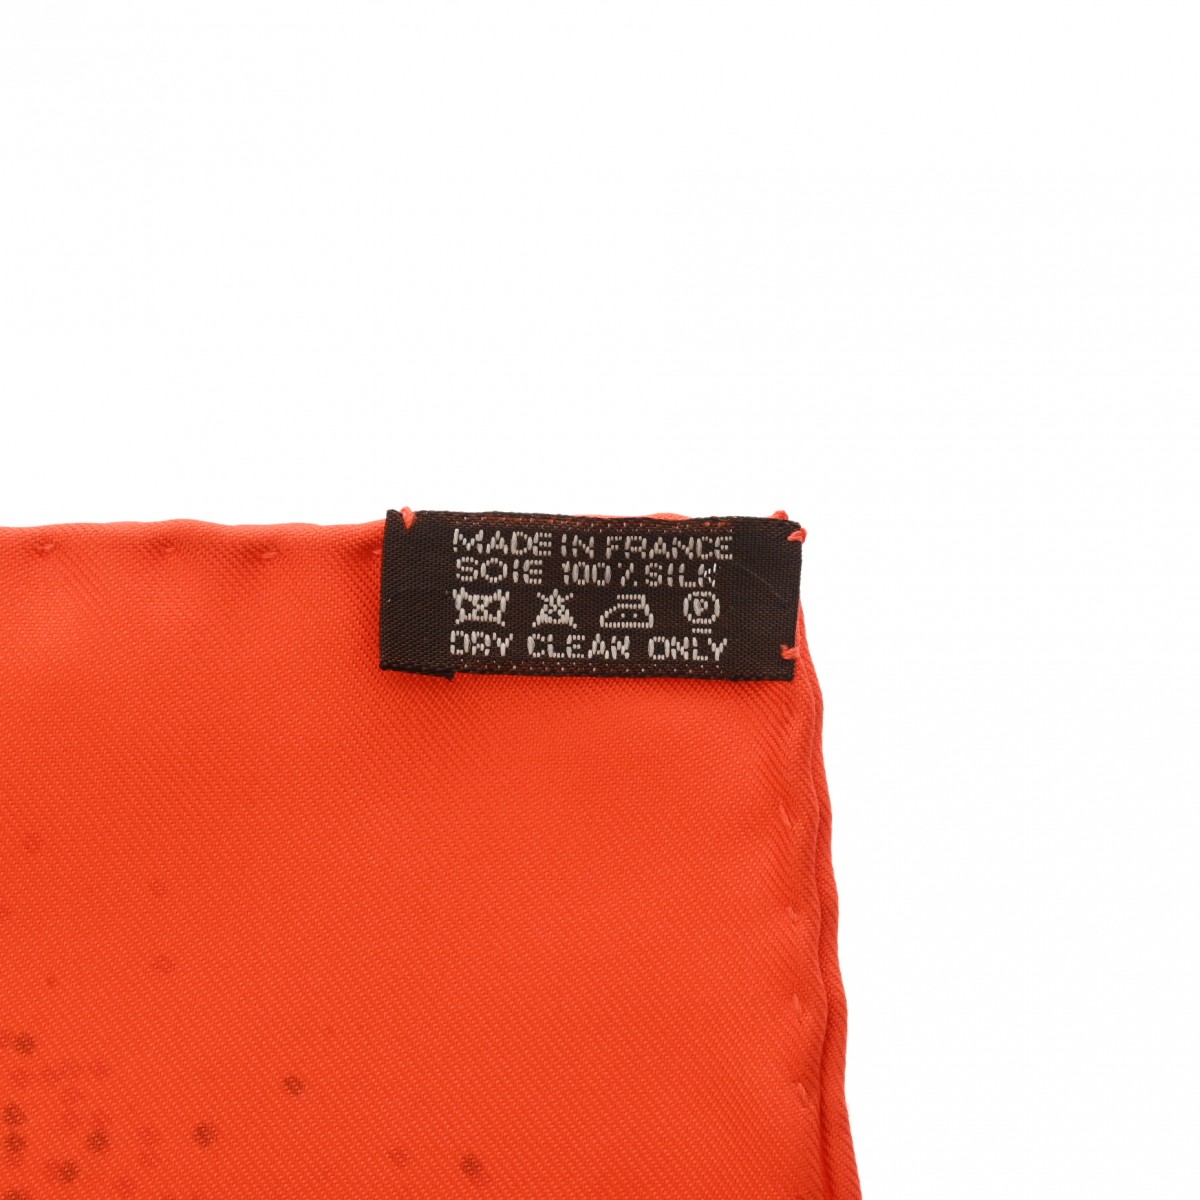 MADE IN FRANCE
SOIE 100% SILK
P
DRY CLEAN ONLY